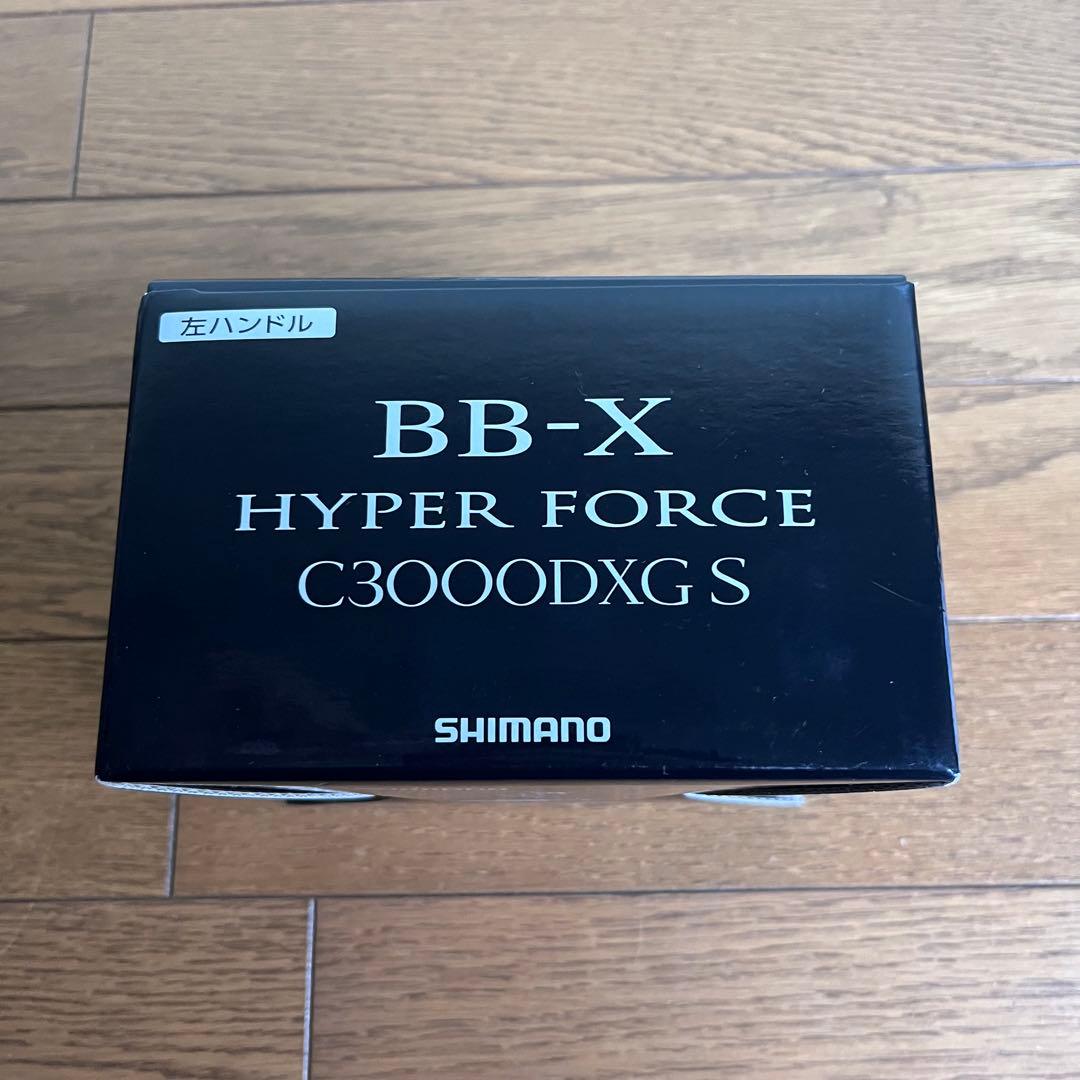 左ハンドル
BB-X
HYPER FORCE
C3000DXG S
SHIMANO